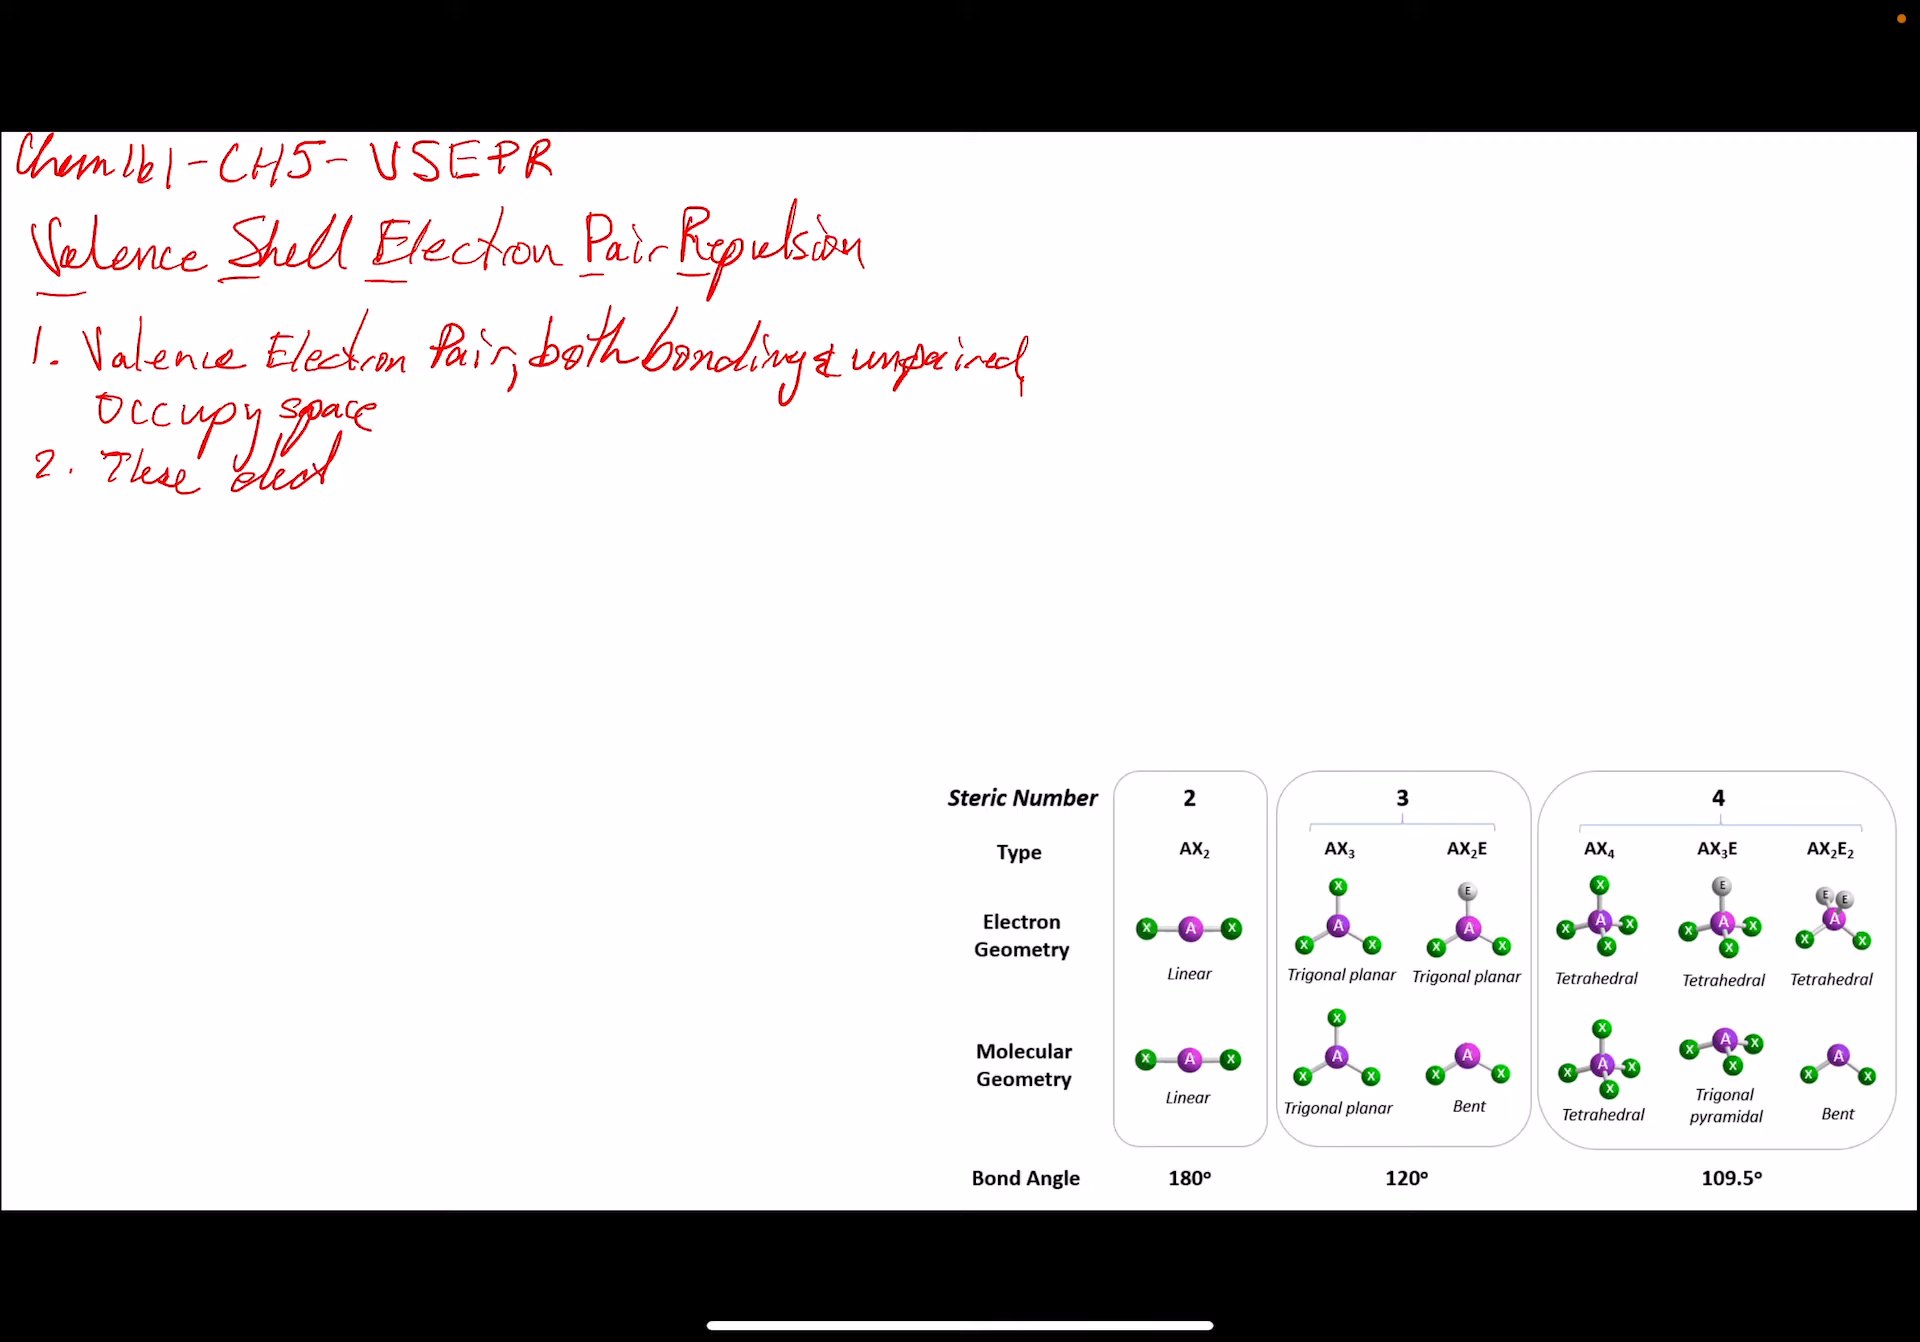 Chem 161 - CH5 - VSEPR
Valence Shell Electron Pair Repulsion
1. Valence Electron Pair, both bonding & unpaired,
Occupy space
2. These elect
Steric Number 2 3 4
Type AX2 AX3 AX2E AX4 AX3E AX2E2
X E X E E E
Electron Geometry
X A X A X X A X X X A X X X A X X X A X
Linear Trigonal planar Trigonal planar Tetrahedral Tetrahedral Tetrahedral
X X
Molecular Geometry
X A X A X X A X X X A X X X A X X X A X
Linear Trigonal planar Bent Tetrahedral Trigonal pyramidal Bent
Bond Angle 180° 120° 109.5°